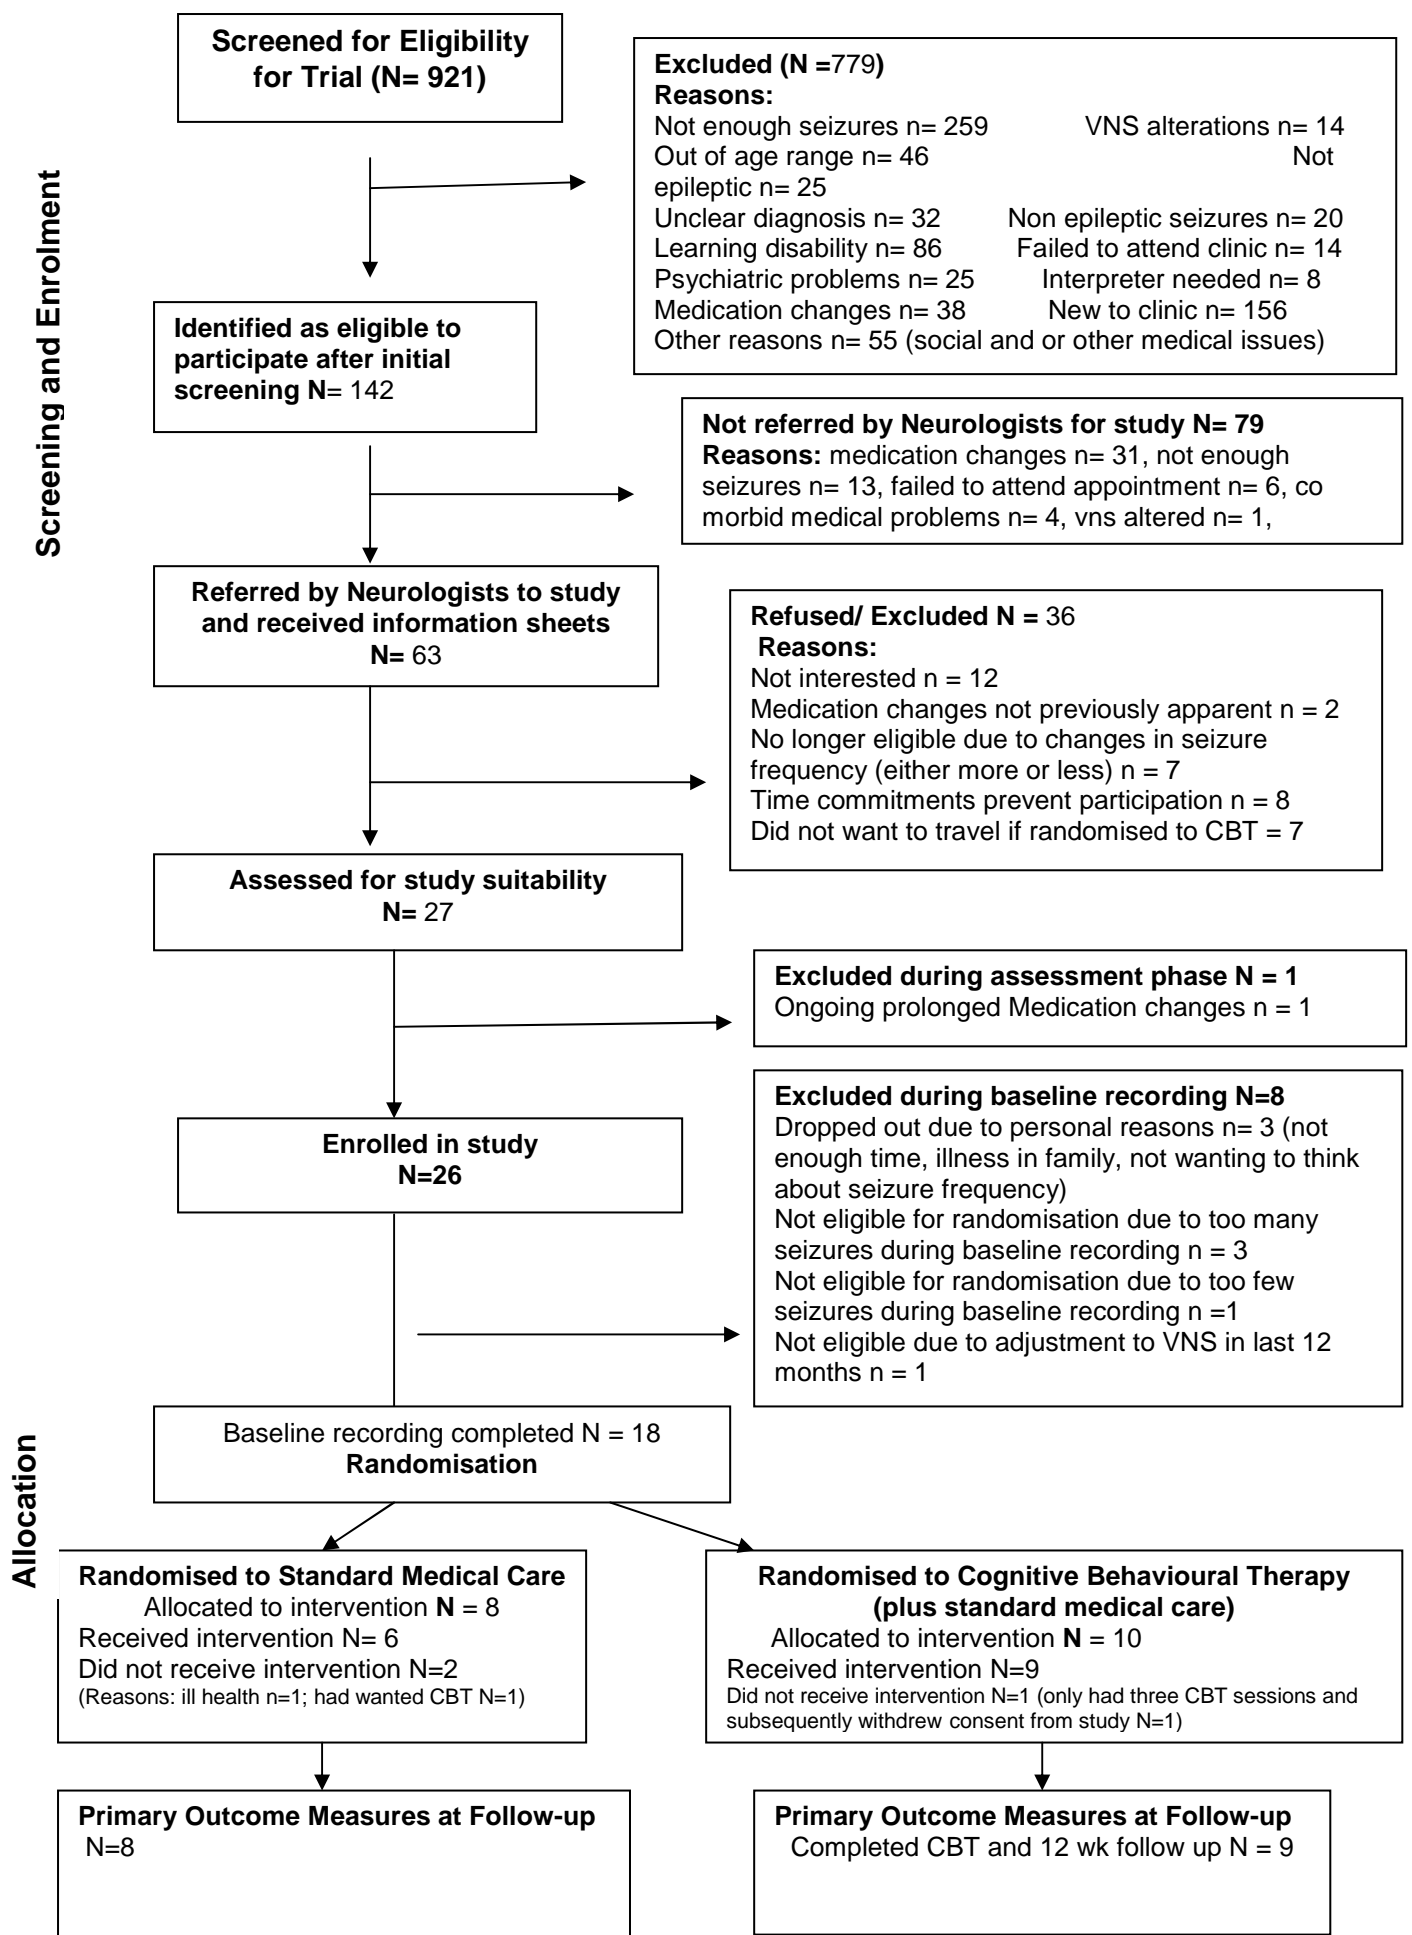 Screened for Eligibility
for Trial (N= 921)
Excluded (N =779)
Reasons:
Not enough seizures n= 259 VNS alterations n= 14
Out of age range n= 46 Not
epileptic n= 25
Unclear diagnosis n= 32 Non epileptic seizures n= 20
Learning disability n= 86 Failed to attend clinic n= 14
Psychiatric problems n= 25 Interpreter needed n= 8
Medication changes n= 38 New to clinic n= 156
Other reasons n= 55 (social and or other medical issues)
Screening and Enrolment
Identified as eligible to
participate after initial
screening N= 142
Not referred by Neurologists for study N= 79
Reasons: medication changes n= 31, not enough
seizures n= 13, failed to attend appointment n= 6, co
morbid medical problems n= 4, vns altered n= 1,
Referred by Neurologists to study
and received information sheets
N= 63
Refused/ Excluded N = 36
Reasons:
Not interested n = 12
Medication changes not previously apparent n = 2
No longer eligible due to changes in seizure
frequency (either more or less) n = 7
Time commitments prevent participation n = 8
Did not want to travel if randomised to CBT = 7
Assessed for study suitability
N= 27
Excluded during assessment phase N = 1
Ongoing prolonged Medication changes n = 1
Enrolled in study
N=26
Excluded during baseline recording N=8
Dropped out due to personal reasons n= 3 (not
enough time, illness in family, not wanting to think
about seizure frequency)
Not eligible for randomisation due to too many
seizures during baseline recording n = 3
Not eligible for randomisation due to too few
seizures during baseline recording n =1
Not eligible due to adjustment to VNS in last 12
months n = 1
Baseline recording completed N = 18
Randomisation
Allocation
Randomised to Standard Medical Care
Allocated to intervention N = 8
Received intervention N= 6
Did not receive intervention N=2
(Reasons: ill health n=1; had wanted CBT N=1)
Randomised to Cognitive Behavioural Therapy
(plus standard medical care)
Allocated to intervention N = 10
Received intervention N=9
Did not receive intervention N=1 (only had three CBT sessions and
subsequently withdrew consent from study N=1)
Primary Outcome Measures at Follow-up
N=8
Primary Outcome Measures at Follow-up
Completed CBT and 12 wk follow up N = 9